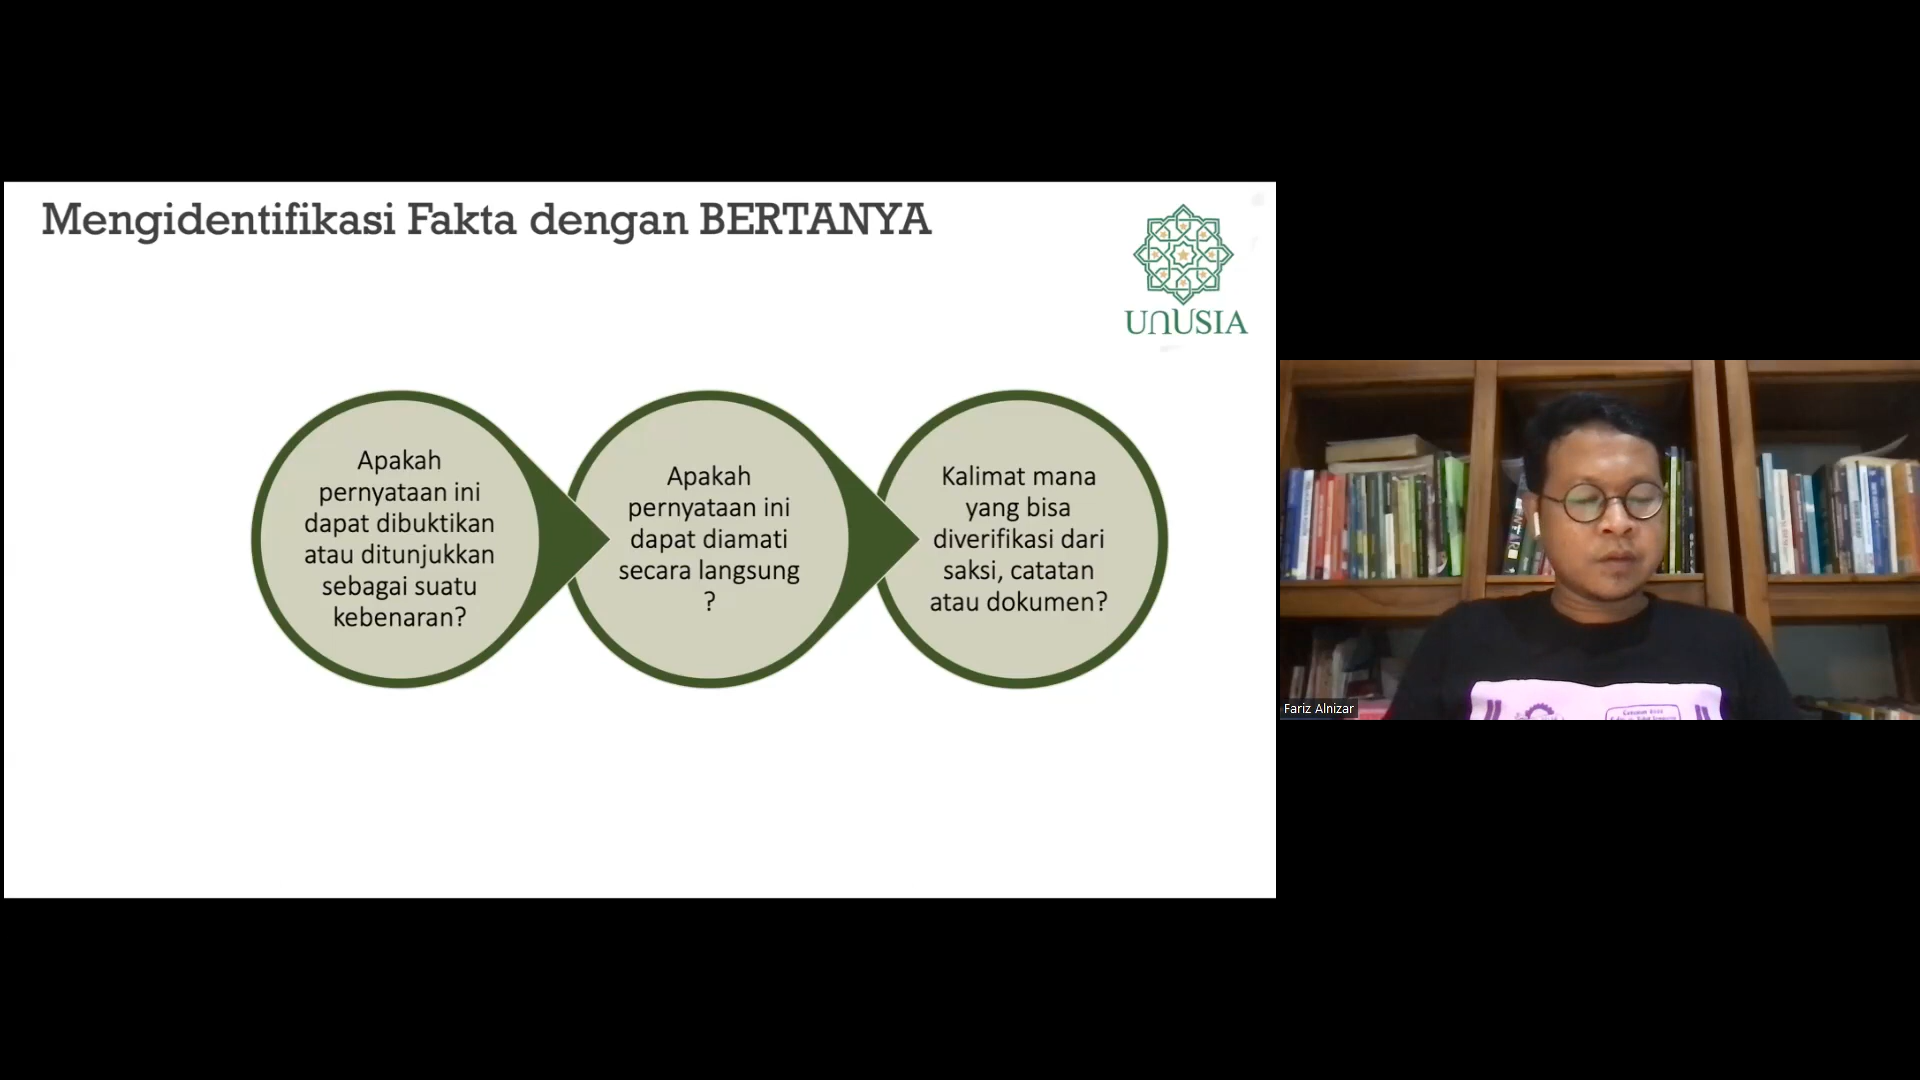 Mengidentifikasi Fakta dengan BERTANYA
UNUSIA
Apakah
pernyataan ini
dapat dibuktikan
atau ditunjukkan
sebagai suatu
kebenaran?
Apakah
pernyataan ini
dapat diamati
secara langsung
?
Kalimat mana
yang bisa
diverifikasi dari
saksi, catatan
atau dokumen?
Fariz Alnizar